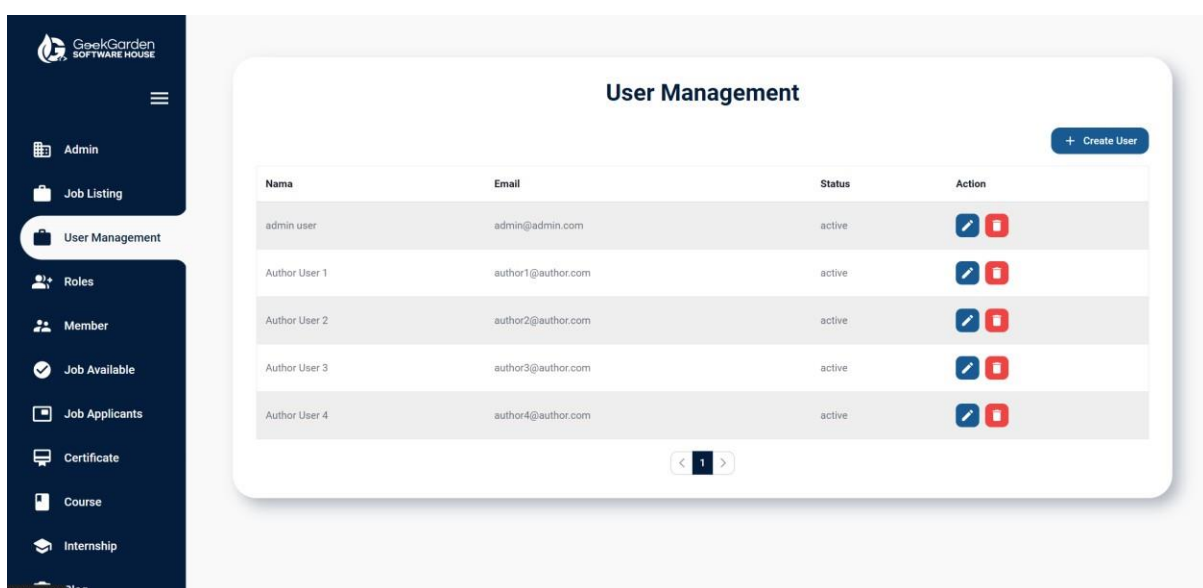 GeekGarden
SOFTWARE HOUSE
Admin
Job Listing
User Management
Roles
Member
Job Available
Job Applicants
Certificate
Course
Internship
User Management
+ Create User
Nama Email Status Action
admin user admin@admin.com active
Author User 1 author1@author.com active
Author User 2 author2@author.com active
Author User 3 author3@author.com active
Author User 4 author4@author.com active
< 1 >